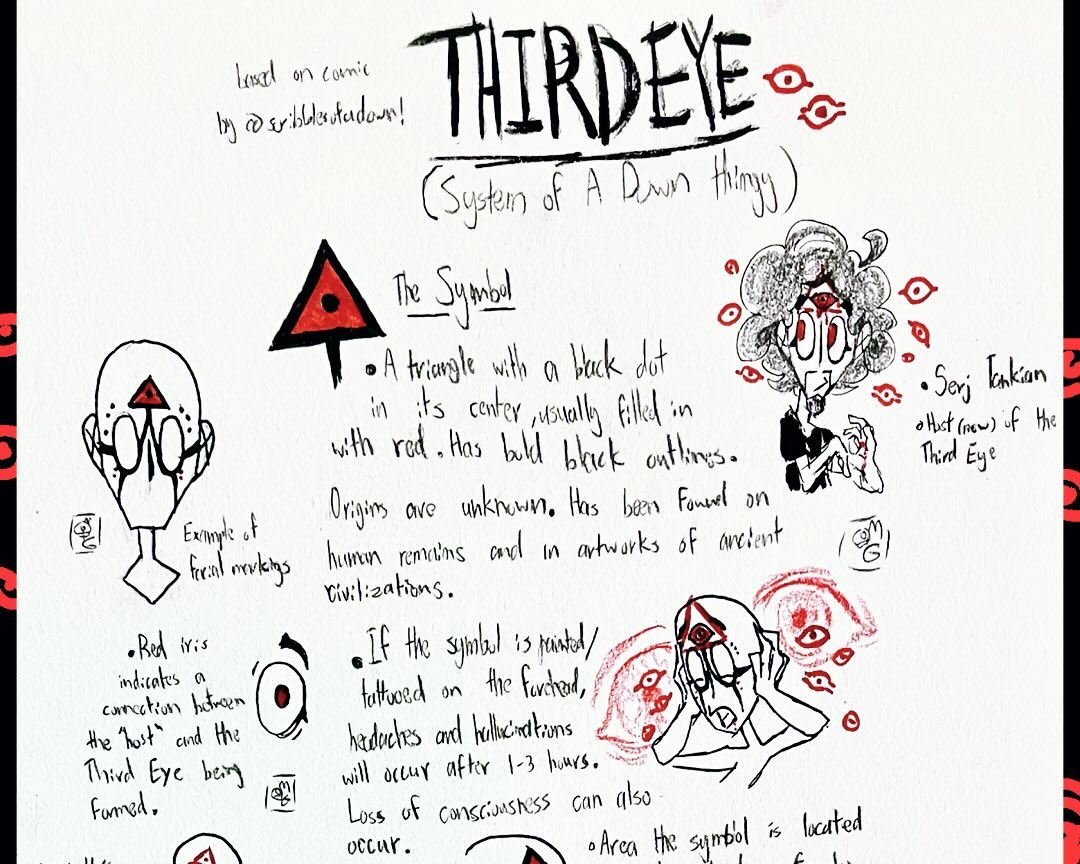 based on comic
by @scribblesofadown!
THIRD EYE
(System of A Down thingy)
The Symbol
• A triangle with a black dot
in its center, usually filled in
with red. Has bold black outlines.
Origins are unknown. Has been found on
human remains and in artworks of ancient
civilizations.
• Serj Tankian
Host (new) of the
Third Eye
Example of
facial markings
• Red iris
indicates a
connection between
the "host" and the
Third Eye being
formed.
• If the symbol is painted/
tattooed on the forehead,
headaches and hallucinations
will occur after 1-3 hours.
Loss of consciousness can also
occur.
Area the symbol is located